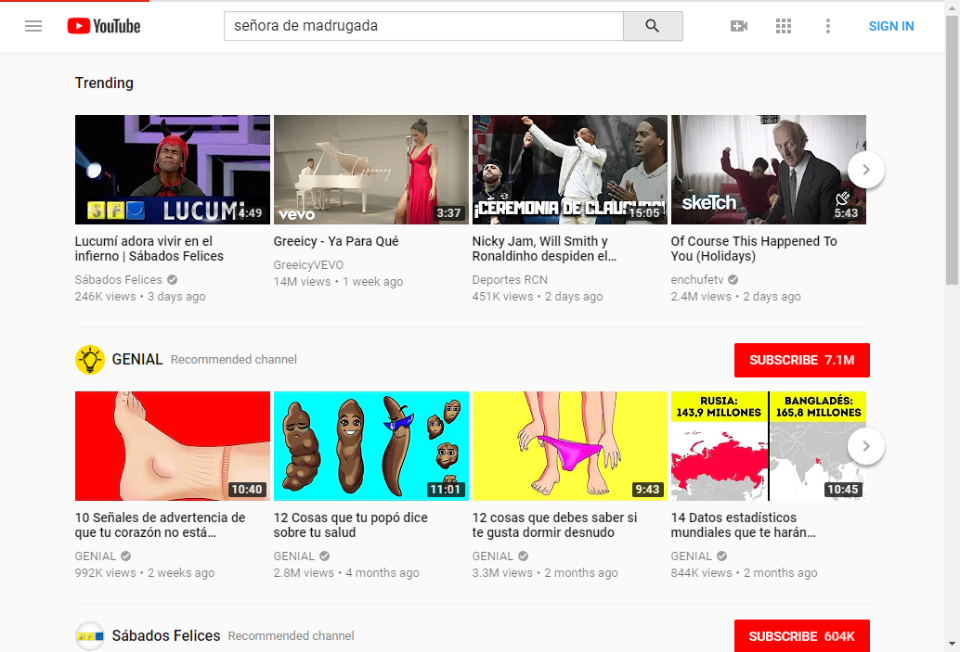 YouTube
señora de madrugada
SIGN IN
Trending
SFC LUCUMÍ
4:49
vevo
3:37
¡CEREMONIA DE CLAUSURA!
15:05
skeTch
5:43
Lucumí adora vivir en el
infierno | Sábados Felices
Sábados Felices
246K views • 3 days ago
Greeicy - Ya Para Qué
GreeicyVEVO
14M views • 1 week ago
Nicky Jam, Will Smith y
Ronaldinho despiden el...
Deportes RCN
451K views • 2 days ago
Of Course This Happened To
You (Holidays)
enchufetv
2.4M views • 2 days ago
GENIAL Recommended channel
SUBSCRIBE 7.1M
10:40
11:01
9:43
RUSIA:
143,9 MILLONES
BANGLADÉS:
165,8 MILLONES
10:45
10 Señales de advertencia de
que tu corazón no está...
GENIAL
992K views • 2 weeks ago
12 Cosas que tu popó dice
sobre tu salud
GENIAL
2.8M views • 4 months ago
12 cosas que debes saber si
te gusta dormir desnudo
GENIAL
3.3M views • 2 months ago
14 Datos estadísticos
mundiales que te harán...
GENIAL
844K views • 2 months ago
Sábados Felices Recommended channel
SUBSCRIBE 604K